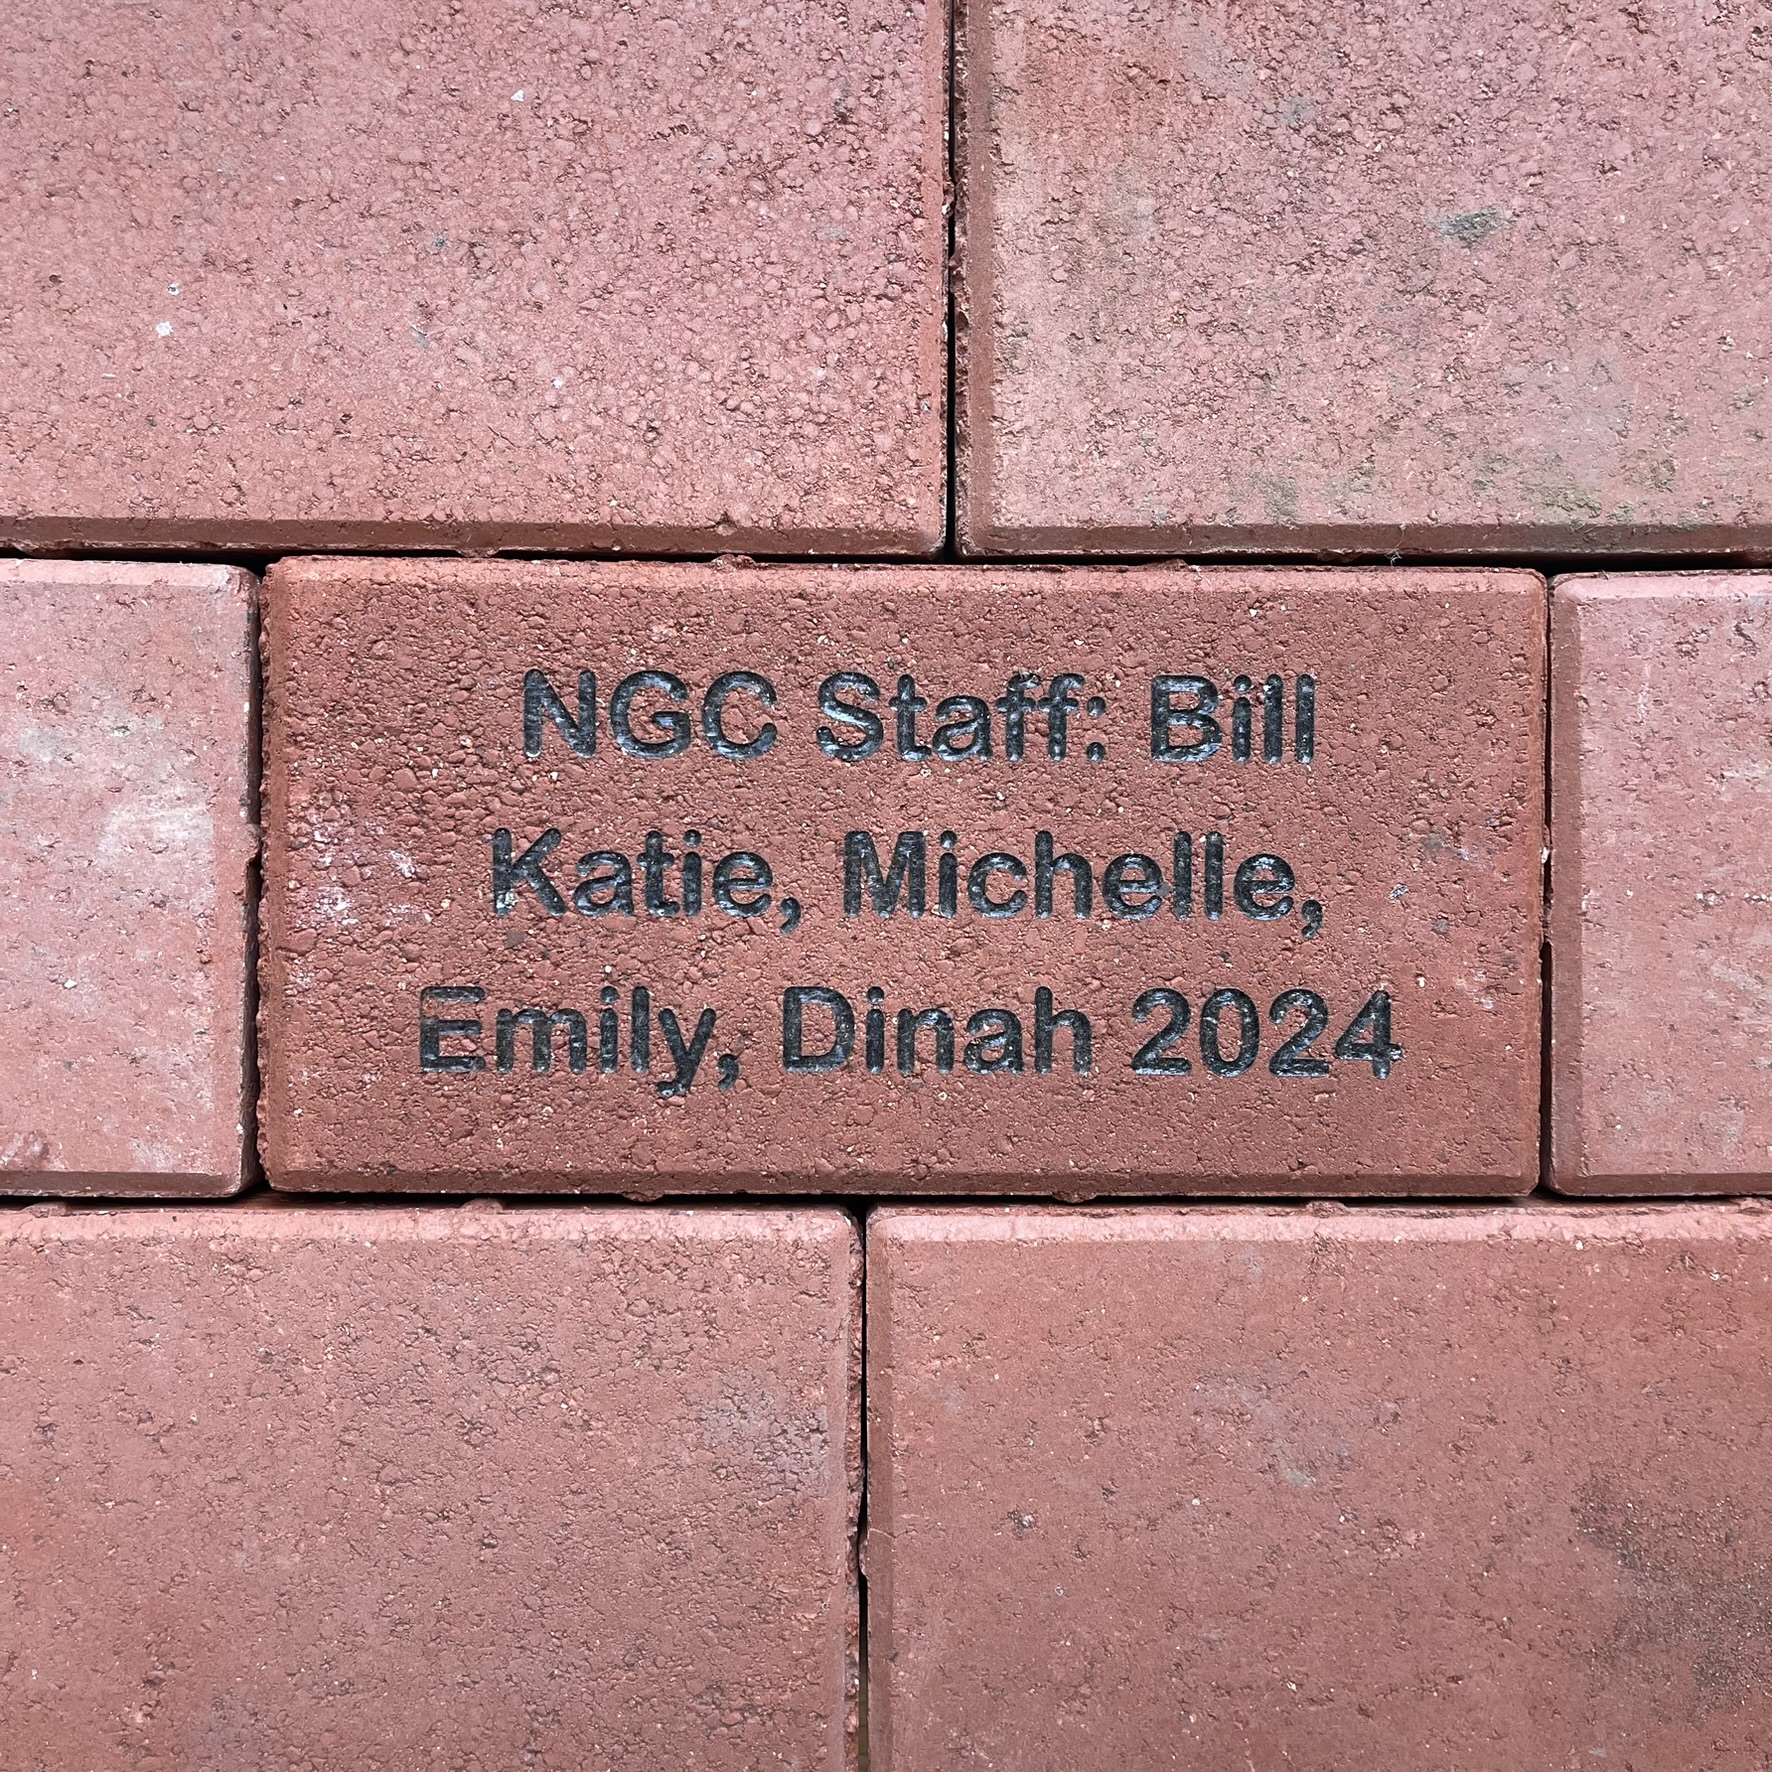 NGC Staff: Bill
Katie, Michelle,
Emily, Dinah 2024